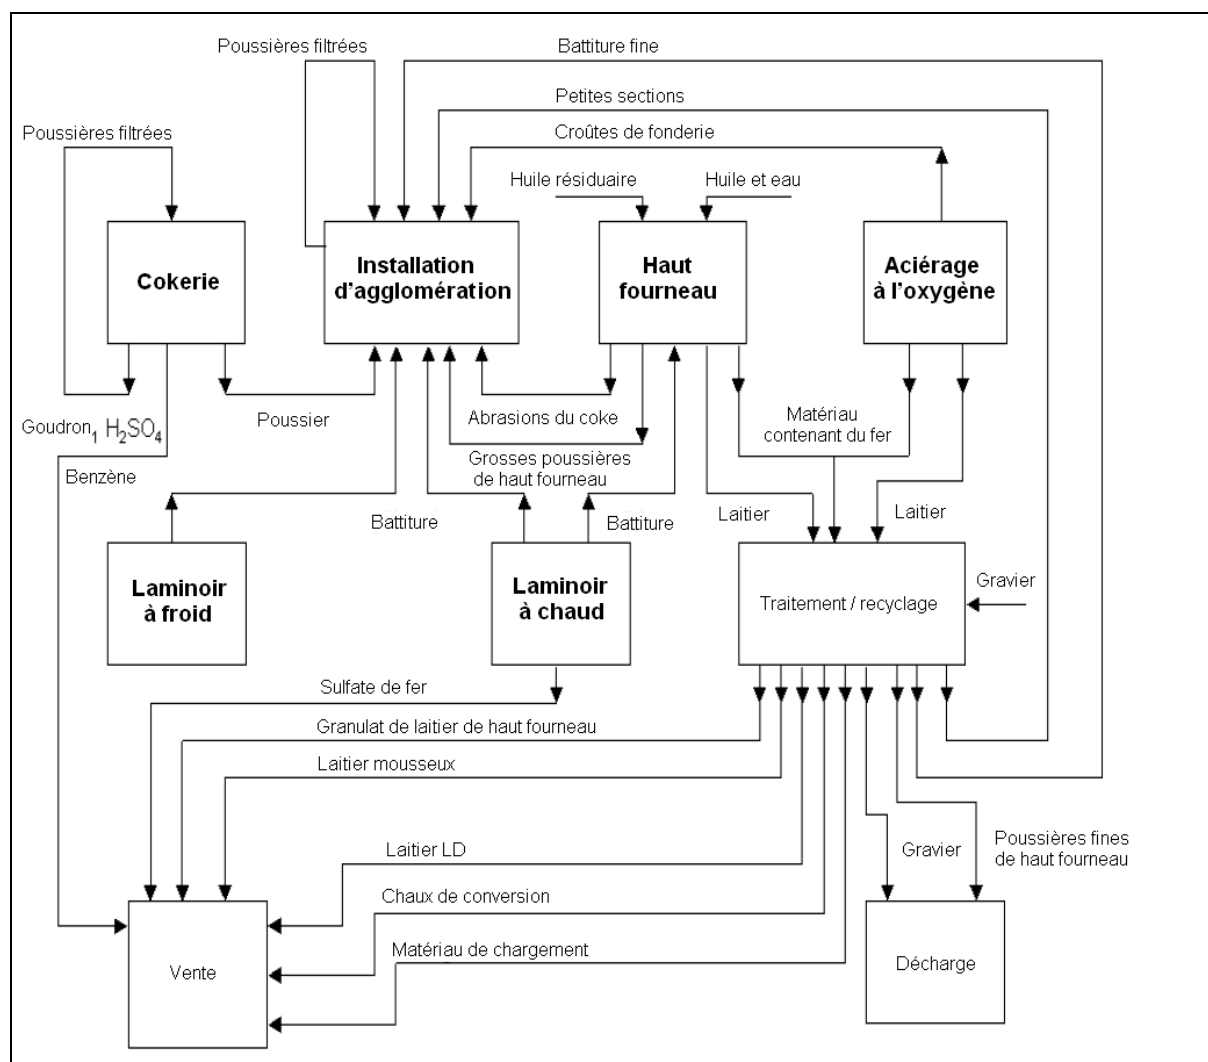 Poussières filtrées
Battiture fine
Petites sections
Poussières filtrées
Croûtes de fonderie
Huile résiduaire
Huile et eau
Cokerie
Installation
d'agglomération
Haut
fourneau
Aciérage
à l'oxygène
Goudron, H₂SO₄
Poussier
Abrasions du coke
Matériau
contenant du fer
Benzène
Grosses poussières
de haut fourneau
Battiture
Battiture
Laitier
Laitier
Laminoir
à froid
Laminoir
à chaud
Traitement / recyclage
Gravier
Sulfate de fer
Granulat de laitier de haut fourneau
Laitier mousseux
Laitier LD
Gravier
Poussières fines
de haut fourneau
Chaux de conversion
Matériau de chargement
Vente
Décharge